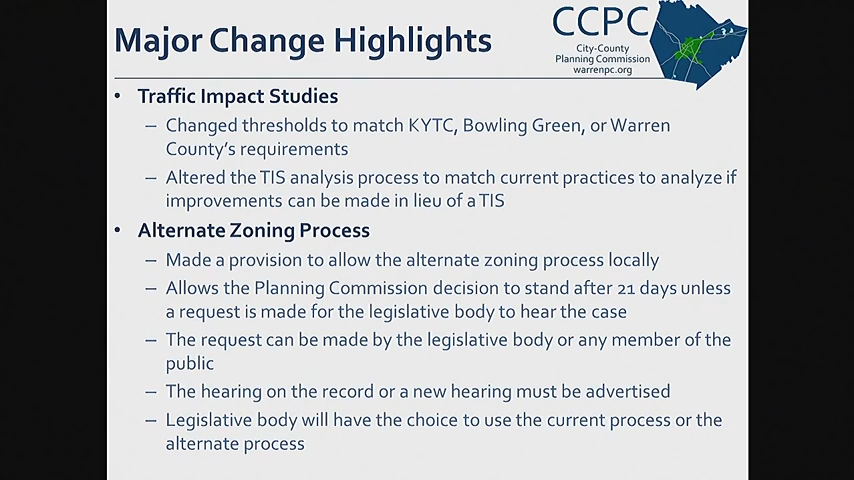 Major Change Highlights
CCPC
City-County
Planning Commission
warrenpc.org
• Traffic Impact Studies
– Changed thresholds to match KYTC, Bowling Green, or Warren
County's requirements
– Altered the TIS analysis process to match current practices to analyze if
improvements can be made in lieu of a TIS
• Alternate Zoning Process
– Made a provision to allow the alternate zoning process locally
– Allows the Planning Commission decision to stand after 21 days unless
a request is made for the legislative body to hear the case
– The request can be made by the legislative body or any member of the
public
– The hearing on the record or a new hearing must be advertised
– Legislative body will have the choice to use the current process or the
alternate process